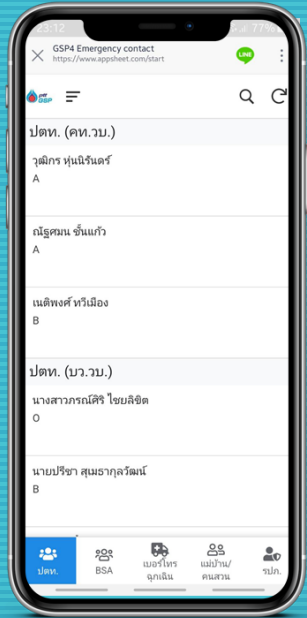 23:12
77%
GSP4 Emergency contact
https://www.appsheet.com/start
LINE
ptt
GSP
ปตท. (คท.วบ.)
วุฒิกร หุ่นนิรันดร์
A
ณัฐศมน ชั้นแก้ว
A
เนติพงศ์ ทวีเมือง
B
ปตท. (บว.วบ.)
นางสาวภรณ์ศิริ ไชยลิขิต
O
นายปรีชา สุเมธากุลวัฒน์
B
ปตท.
BSA
เบอร์โทร
ฉุกเฉิน
แม่บ้าน/
คนสวน
รปภ.